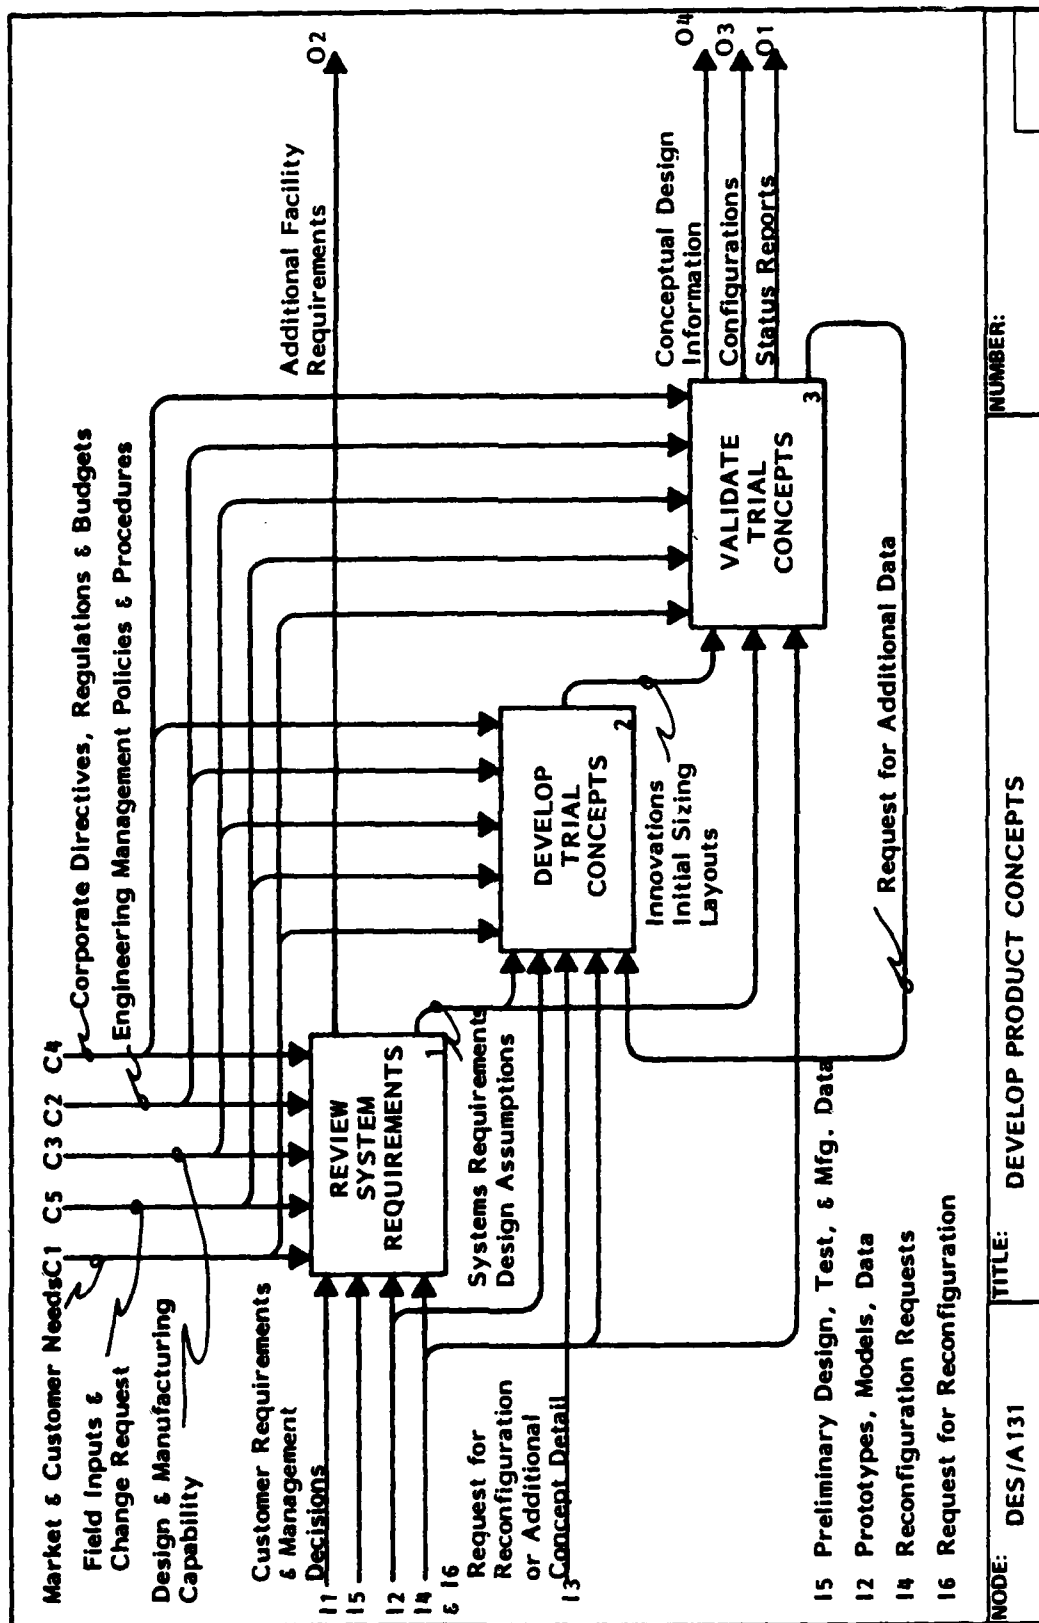 Market & Customer Needs
C1
C5
C3
C2
C4
Corporate Directives, Regulations & Budgets
Engineering Management Policies & Procedures
Field Inputs &
Change Request
Design & Manufacturing
Capability
Additional Facility
Requirements
O2
Customer Requirements
& Management
Decisions
I1
I5
I2
I4
& I6
REVIEW
SYSTEM
REQUIREMENTS
1
Request for
Reconfiguration
or Additional
Concept Detail
I3
Systems Requirements
Design Assumptions
DEVELOP
TRIAL
CONCEPTS
2
Innovations
Initial Sizing
Layouts
VALIDATE
TRIAL
CONCEPTS
3
Conceptual Design
Information
Configurations
Status Reports
O4
O3
O1
Request for Additional Data
I5 Preliminary Design, Test, & Mfg. Data
I2 Prototypes, Models, Data
I4 Reconfiguration Requests
I6 Request for Reconfiguration
NODE: DES/A131
TITLE: DEVELOP PRODUCT CONCEPTS
NUMBER: